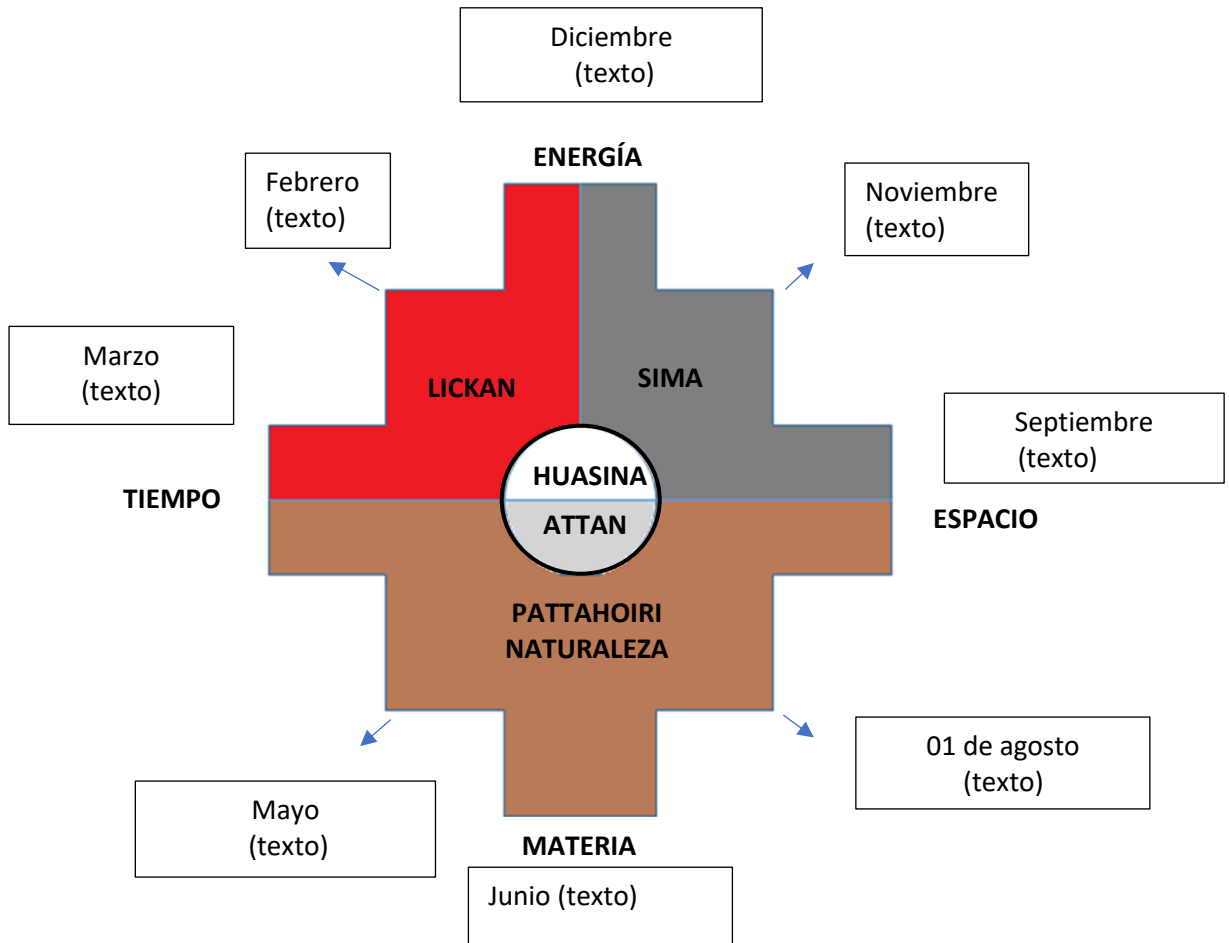 Diciembre
(texto)
ENERGÍA
Febrero
(texto)
Noviembre
(texto)
Marzo
(texto)
LICKAN
SIMA
Septiembre
(texto)
HUASINA
TIEMPO
ATTAN
ESPACIO
PATTAHOIRI
NATURALEZA
01 de agosto
(texto)
Mayo
(texto)
MATERIA
Junio (texto)